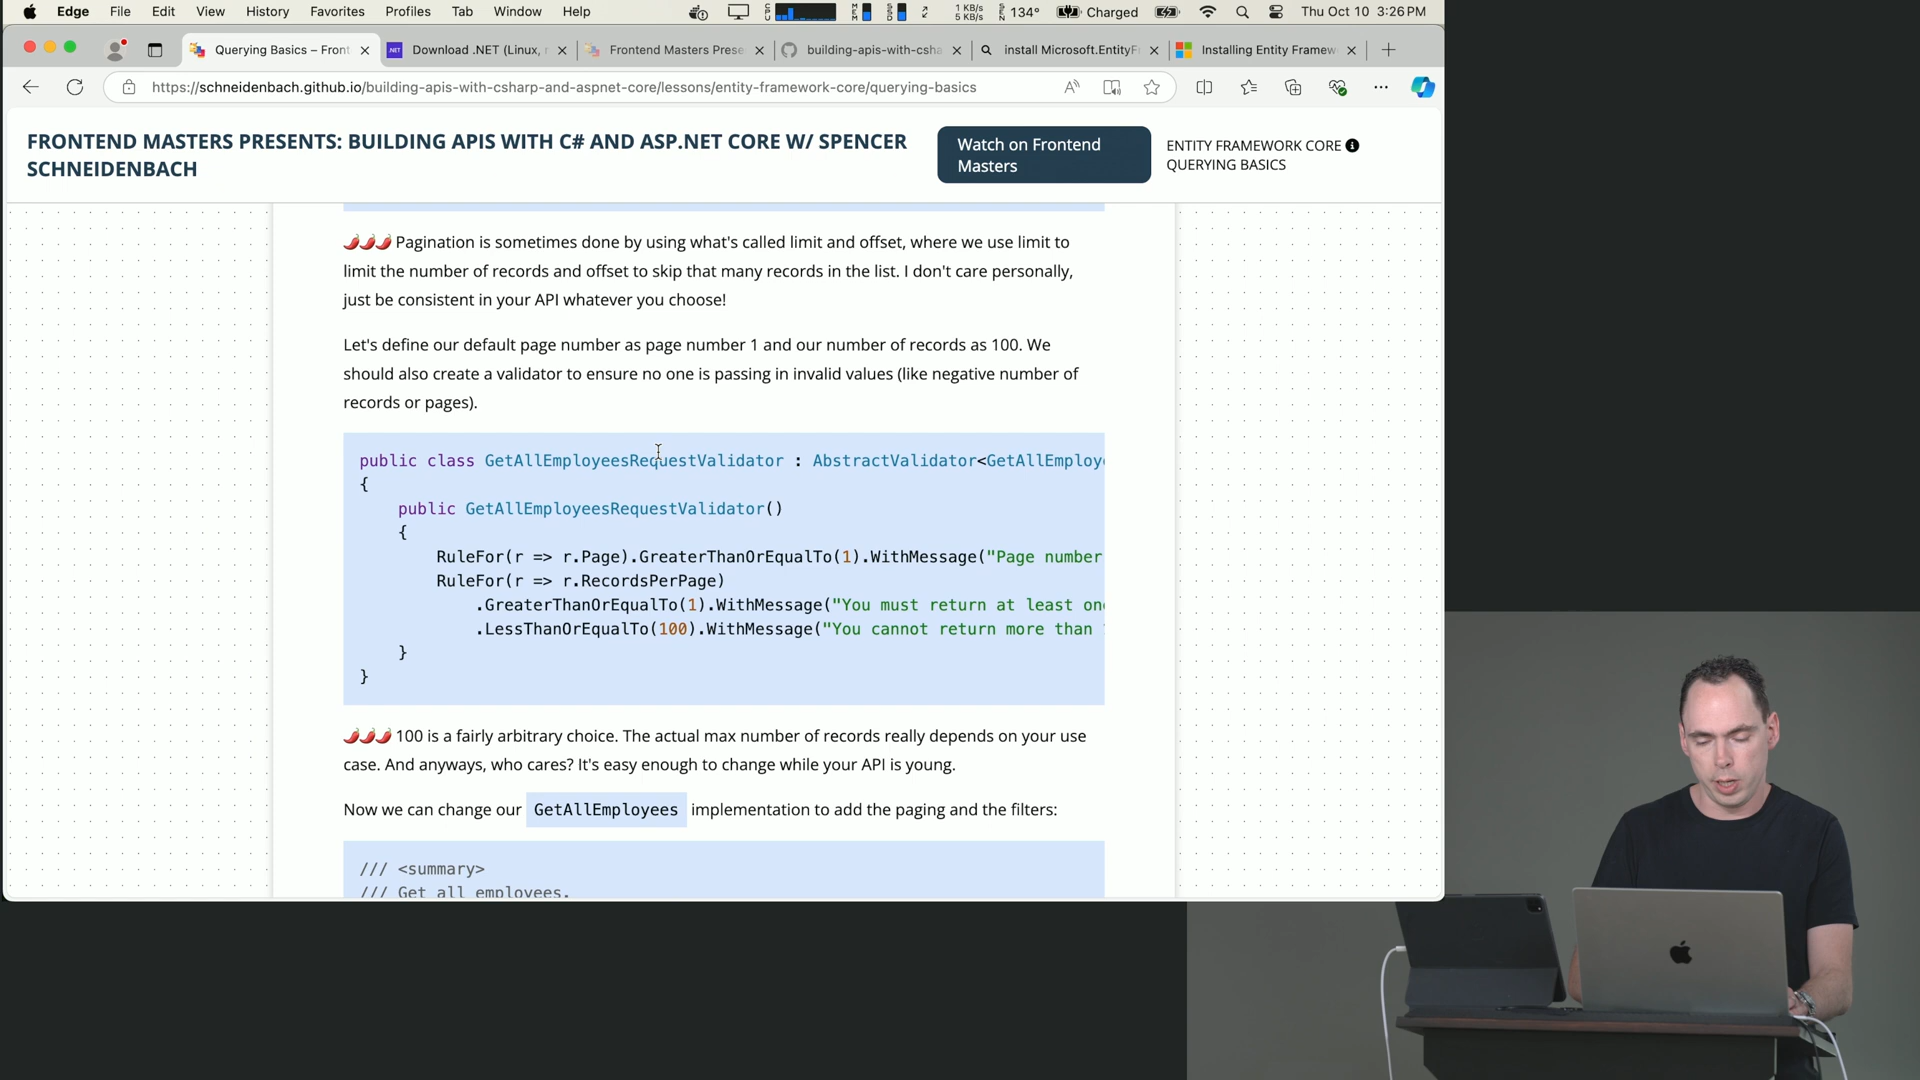 Edge File Edit View History Favorites Profiles Tab Window Help 1 KB/s 5 KB/s 134° Charged Thu Oct 10 3:26 PM
Querying Basics – Front Download .NET (Linux, Frontend Masters Prese building-apis-with-csha install Microsoft.EntityF Installing Entity Framew
https://schneidenbach.github.io/building-apis-with-csharp-and-aspnet-core/lessons/entity-framework-core/querying-basics
FRONTEND MASTERS PRESENTS: BUILDING APIS WITH C# AND ASP.NET CORE W/ SPENCER
SCHNEIDENBACH
Watch on Frontend
Masters
ENTITY FRAMEWORK CORE
QUERYING BASICS
🌶️🌶️🌶️ Pagination is sometimes done by using what's called limit and offset, where we use limit to
limit the number of records and offset to skip that many records in the list. I don't care personally,
just be consistent in your API whatever you choose!
Let's define our default page number as page number 1 and our number of records as 100. We
should also create a validator to ensure no one is passing in invalid values (like negative number of
records or pages).
public class GetAllEmployeesRequestValidator : AbstractValidator<GetAllEmploye
{
public GetAllEmployeesRequestValidator()
{
RuleFor(r => r.Page).GreaterThanOrEqualTo(1).WithMessage("Page number
RuleFor(r => r.RecordsPerPage)
.GreaterThanOrEqualTo(1).WithMessage("You must return at least one
.LessThanOrEqualTo(100).WithMessage("You cannot return more than
}
}
🌶️🌶️🌶️ 100 is a fairly arbitrary choice. The actual max number of records really depends on your use
case. And anyways, who cares? It's easy enough to change while your API is young.
Now we can change our GetAllEmployees implementation to add the paging and the filters:
/// <summary>
/// Get all employees.